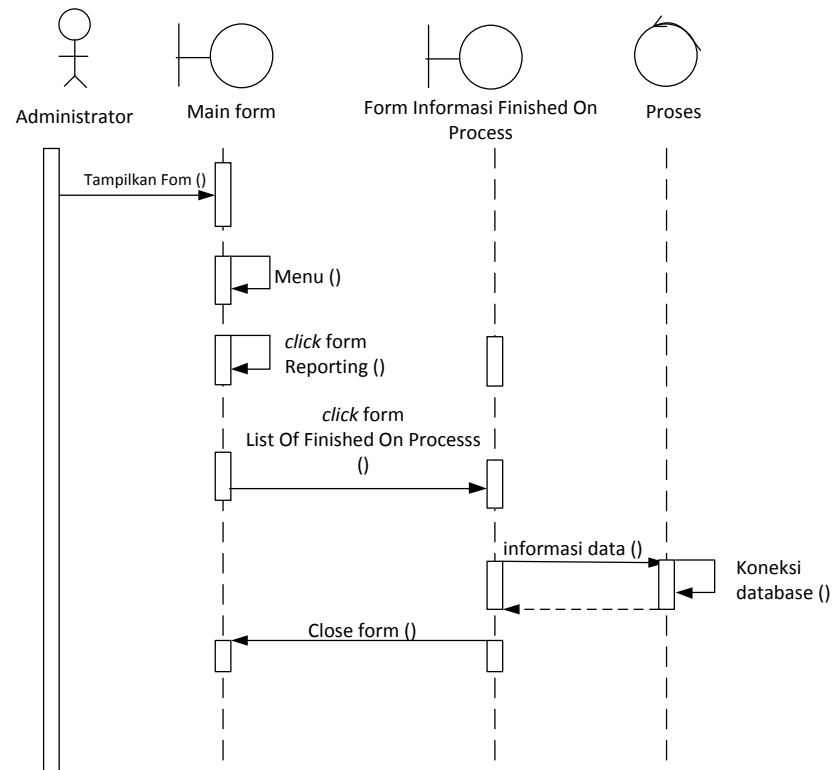 Administrator
Main form
Form Informasi Finished On
Process
Proses
Tampilkan Fom ()
Menu ()
click form
Reporting ()
click form
List Of Finished On Processs
()
informasi data ()
Koneksi
database ()
Close form ()